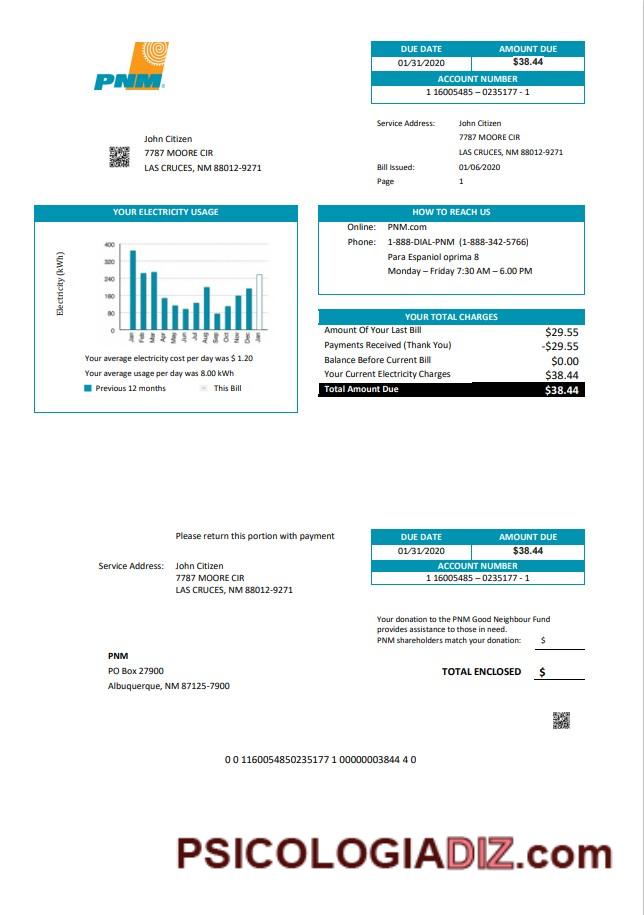 PNM
DUE DATE AMOUNT DUE
01/31/2020 $38.44
ACCOUNT NUMBER
1 16005485 – 0235177 - 1
Service Address: John Citizen
7787 MOORE CIR
LAS CRUCES, NM 88012-9271
Bill Issued: 01/06/2020
Page 1
John Citizen
7787 MOORE CIR
LAS CRUCES, NM 88012-9271
YOUR ELECTRICITY USAGE
Electricity (kWh)
400
320
240
160
80
0
Jan Feb Mar Apr May Jun Jul Aug Sep Oct Nov Dec Jan
Your average electricity cost per day was $ 1.20
Your average usage per day was 8.00 kWh
Previous 12 months This Bill
HOW TO REACH US
Online: PNM.com
Phone: 1-888-DIAL-PNM (1-888-342-5766)
Para Espaniol oprima 8
Monday – Friday 7:30 AM – 6.00 PM
YOUR TOTAL CHARGES
Amount Of Your Last Bill $29.55
Payments Received (Thank You) -$29.55
Balance Before Current Bill $0.00
Your Current Electricity Charges $38.44
Total Amount Due $38.44
Please return this portion with payment
Service Address: John Citizen
7787 MOORE CIR
LAS CRUCES, NM 88012-9271
DUE DATE AMOUNT DUE
01/31/2020 $38.44
ACCOUNT NUMBER
1 16005485 – 0235177 - 1
Your donation to the PNM Good Neighbour Fund
provides assistance to those in need.
PNM shareholders match your donation: $
PNM
PO Box 27900
Albuquerque, NM 87125-7900
TOTAL ENCLOSED $
0 0 1160054850235177 1 00000003844 4 0
PSICOLOGIADIZ.com